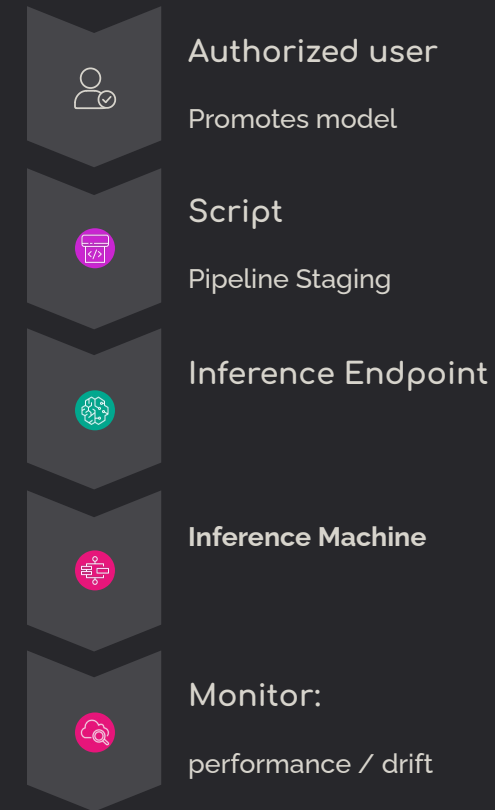 Authorized user
Promotes model
Script
Pipeline Staging
Inference Endpoint
Inference Machine
Monitor:
performance / drift